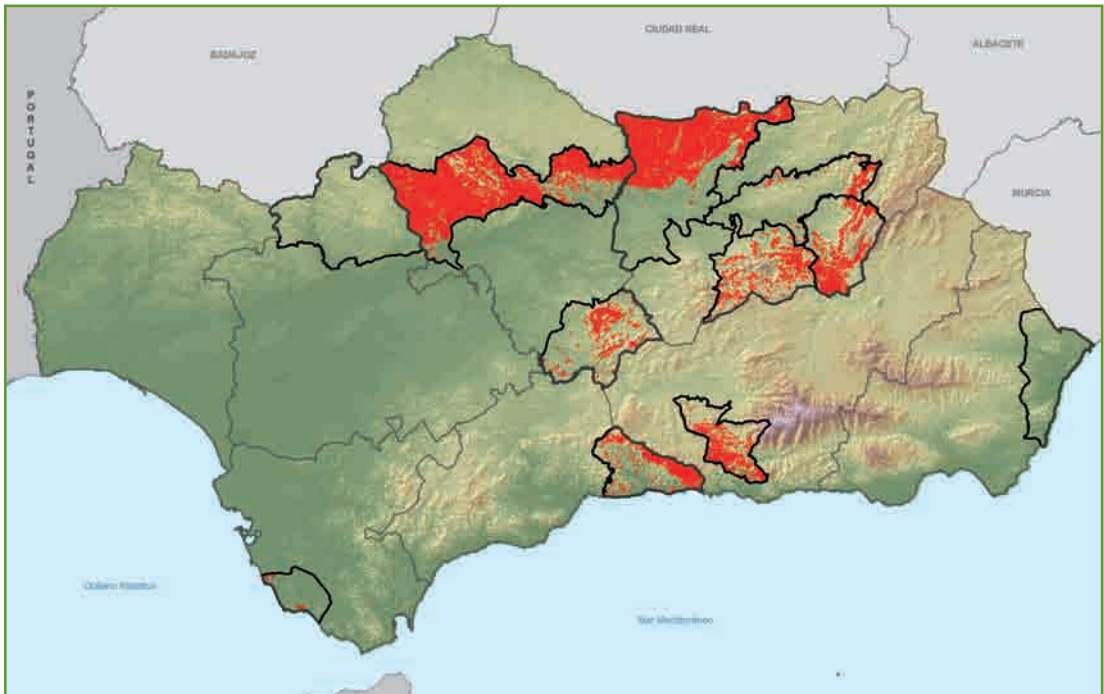 CIUDAD REAL
ALBACETE
BADAJOZ
PORTUGAL
MURCIA
Océano Atlántico
Mar Mediterráneo